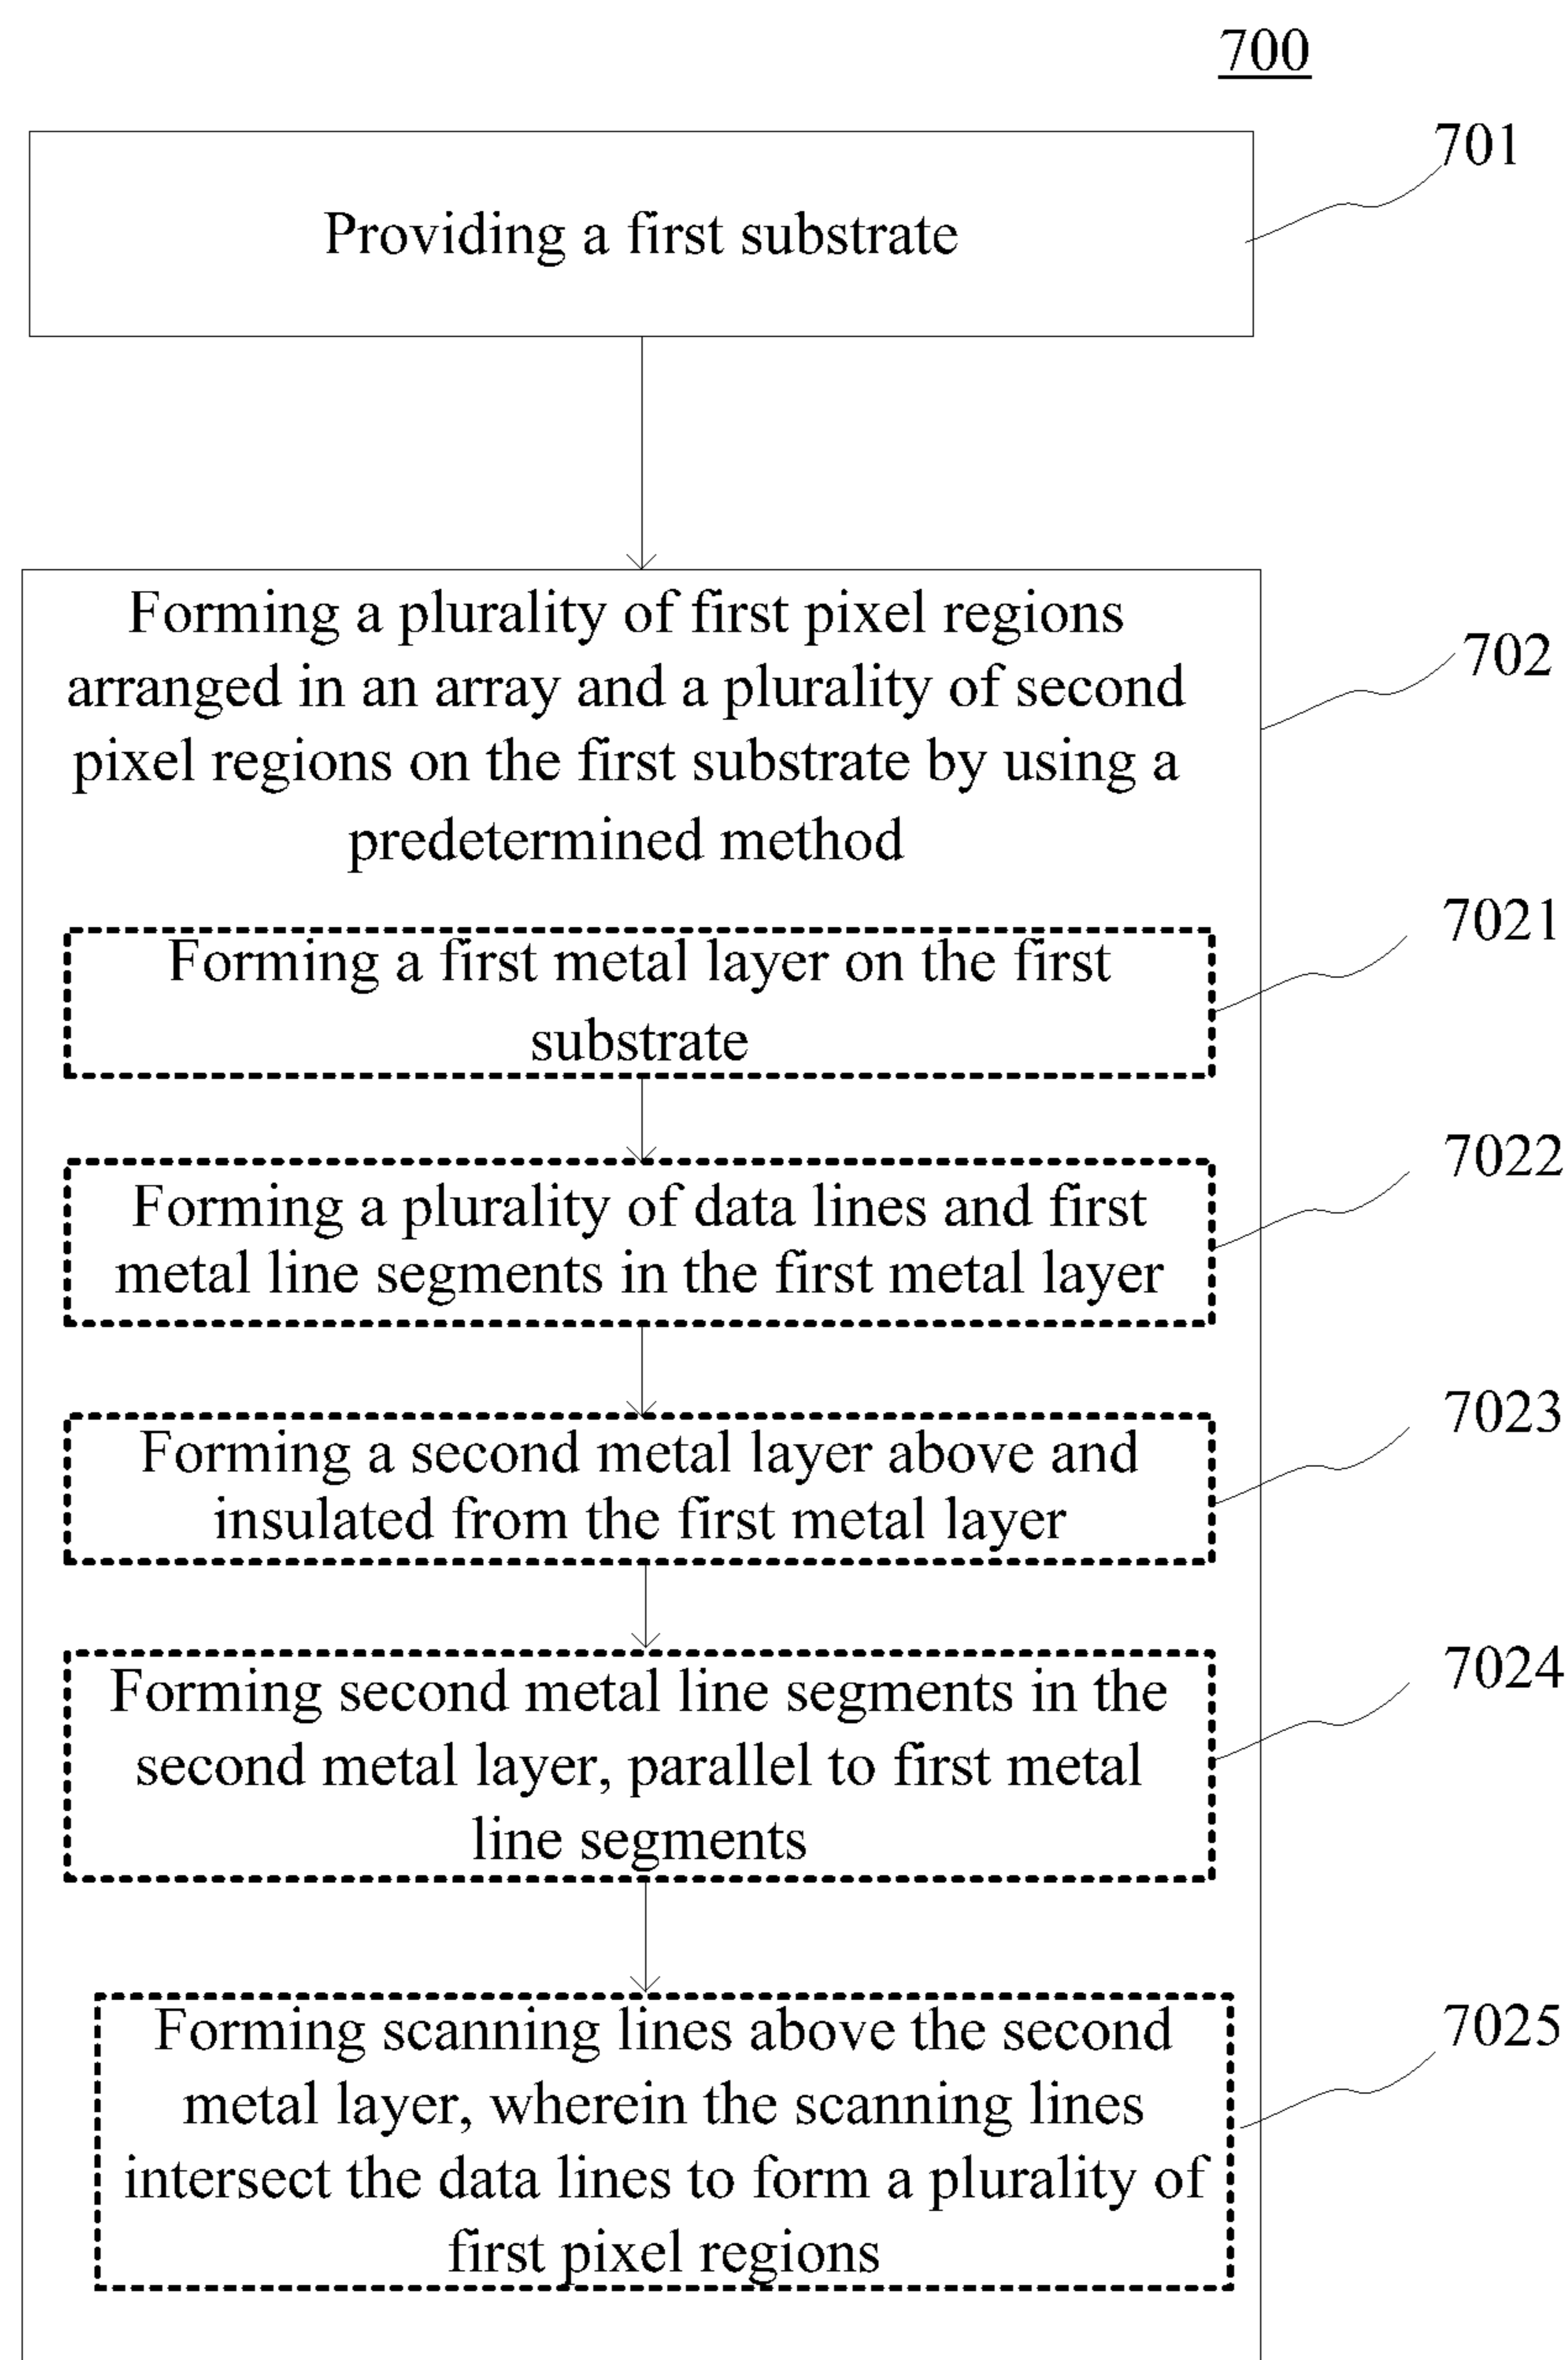 700
701
Providing a first substrate
Forming a plurality of first pixel regions
arranged in an array and a plurality of second
pixel regions on the first substrate by using a
predetermined method
702
7021
Forming a first metal layer on the first
substrate
7022
Forming a plurality of data lines and first
metal line segments in the first metal layer
7023
Forming a second metal layer above and
insulated from the first metal layer
7024
Forming second metal line segments in the
second metal layer, parallel to first metal
line segments
7025
Forming scanning lines above the second
metal layer, wherein the scanning lines
intersect the data lines to form a plurality of
first pixel regions